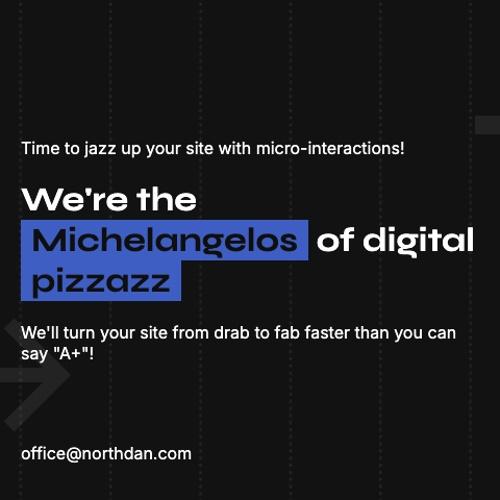 Time to jazz up your site with micro-interactions!
We're the
Michelangelos of digital
pizzazz
We'll turn your site from drab to fab faster than you can
say "A+"!
office@northdan.com